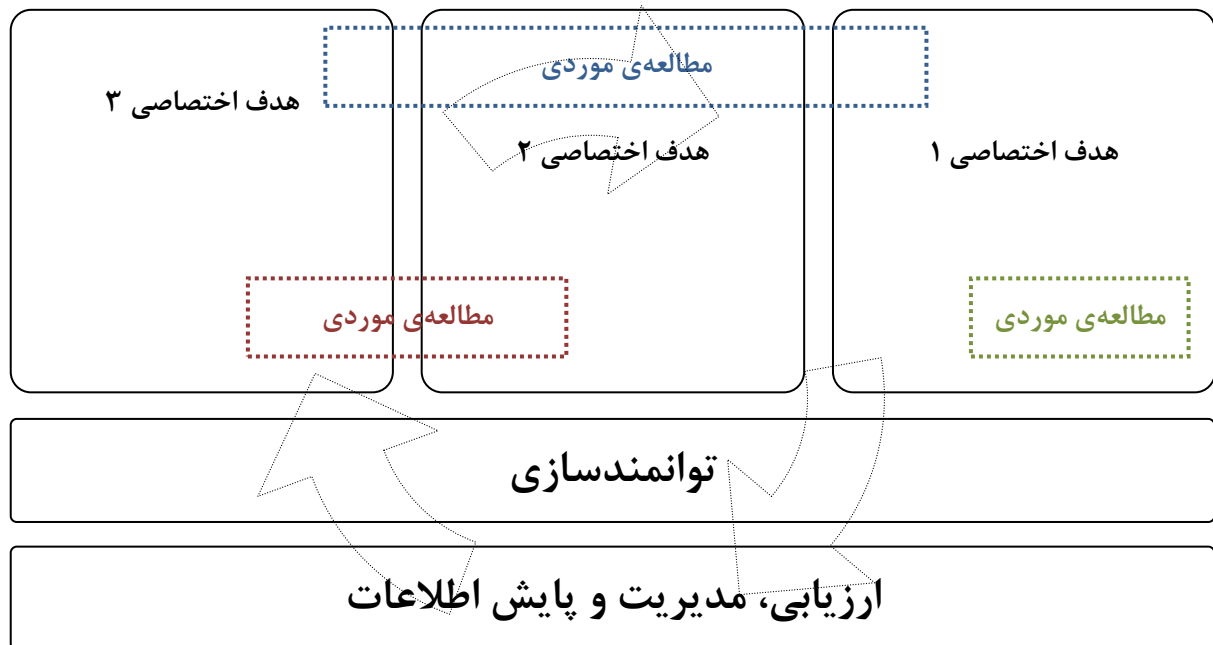 مطالعه‌ی موردی
هدف اختصاصی ۱
هدف اختصاصی ۲
هدف اختصاصی ۳
مطالعه‌ی موردی
مطالعه‌ی موردی
توانمندسازی
ارزیابی، مدیریت و پایش اطلاعات